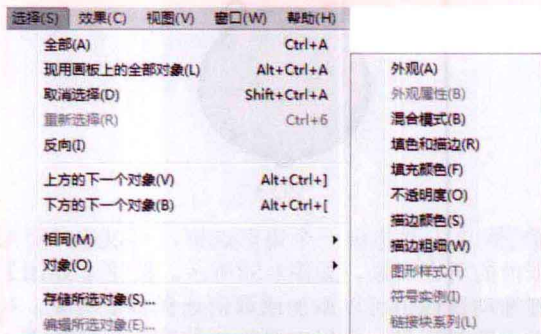 选择(S) 效果(C) 视图(V) 窗口(W) 帮助(H)
全部(A) Ctrl+A
现用画板上的全部对象(L) Alt+Ctrl+A
取消选择(D) Shift+Ctrl+A
重新选择(R) Ctrl+6
反向(I)
上方的下一个对象(V) Alt+Ctrl+]
下方的下一个对象(B) Alt+Ctrl+[
相同(M)
对象(O)
存储所选对象(S)...
编辑所选对象(E)...
外观(A)
外观属性(B)
混合模式(B)
填色和描边(R)
填充颜色(F)
不透明度(O)
描边颜色(S)
描边粗细(W)
图形样式(T)
符号实例(I)
链接块系列(L)